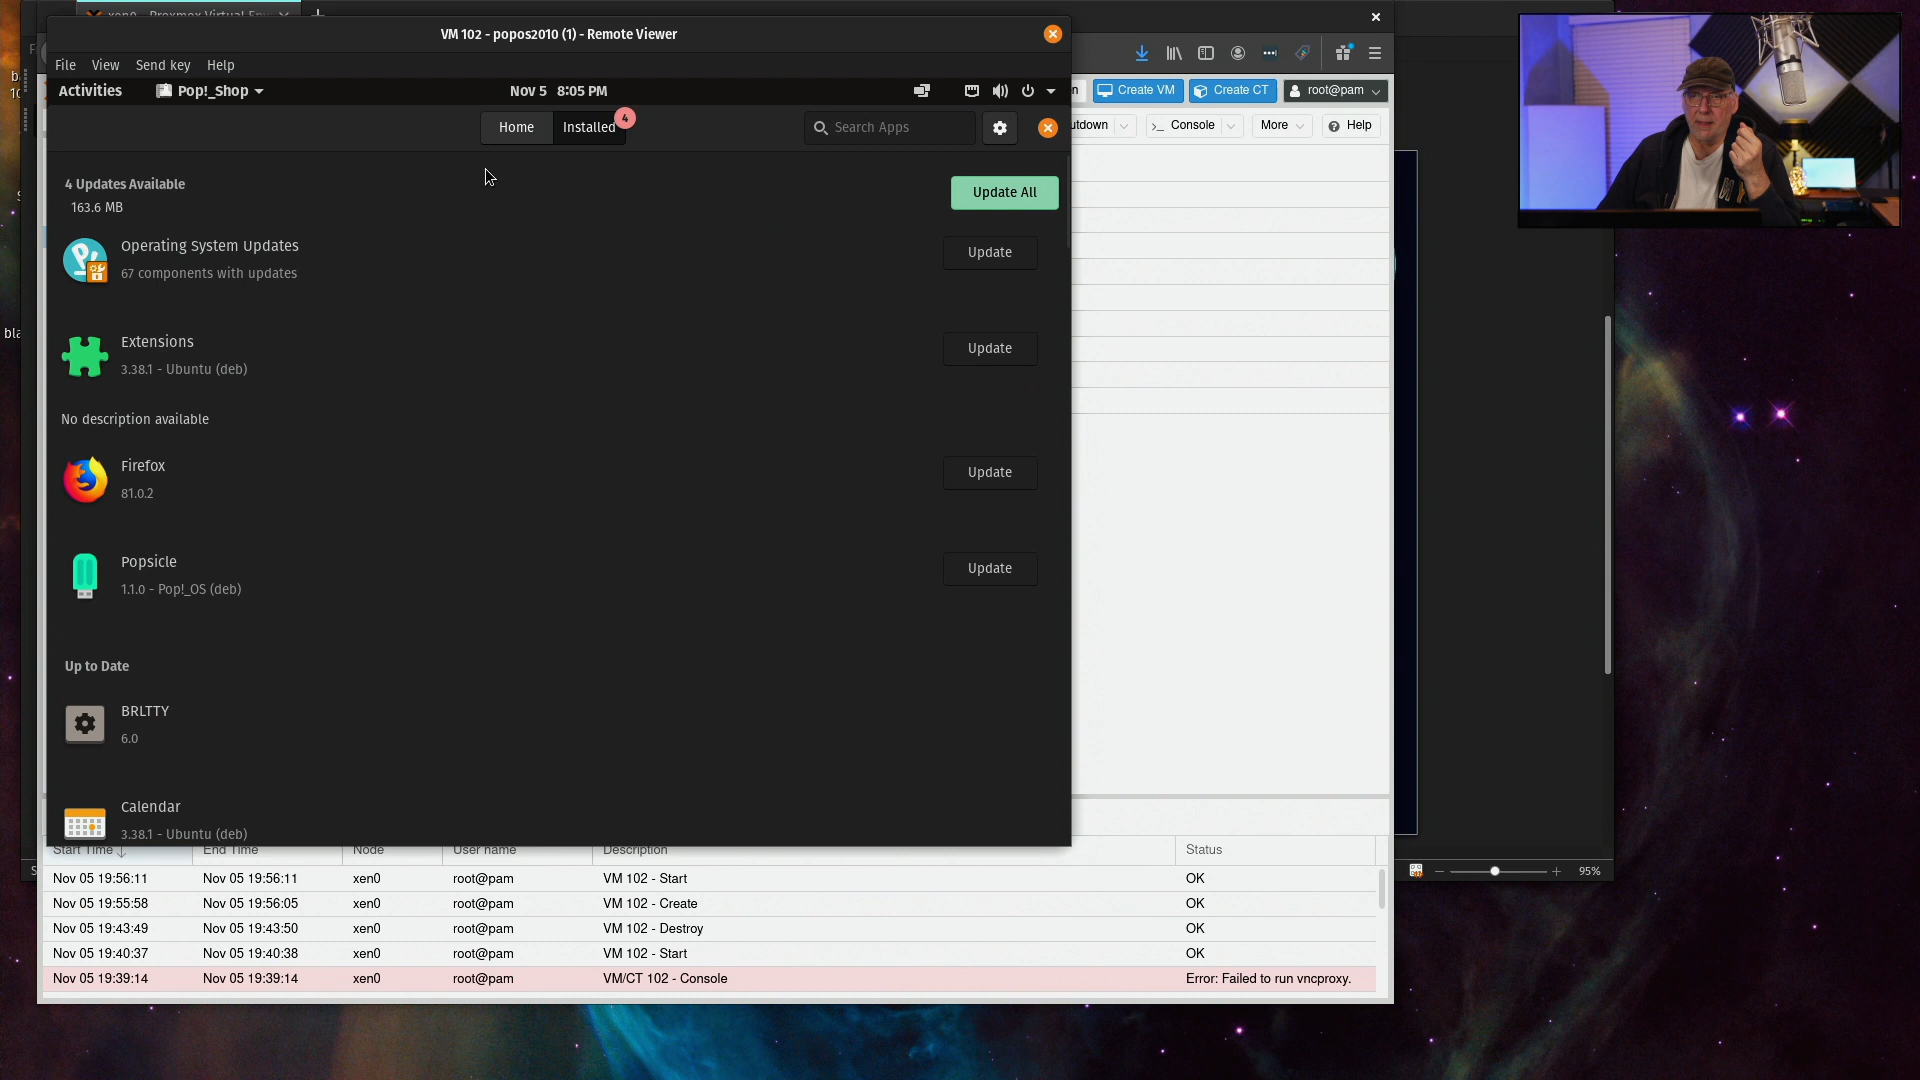 xen0 - Proxmox Virtual Env
VM 102 - popos2010 (1) - Remote Viewer
File View Send key Help
Activities Pop!_Shop Nov 5 8:05 PM
Create VM Create CT root@pam
Home Installed 4 Search Apps
utdown Console More Help
4 Updates Available
163.6 MB
Update All
Operating System Updates
67 components with updates
Update
Extensions
3.38.1 - Ubuntu (deb)
Update
No description available
Firefox
81.0.2
Update
Popsicle
1.1.0 - Pop!_OS (deb)
Update
Up to Date
BRLTTY
6.0
Calendar
3.38.1 - Ubuntu (deb)
Start Time End Time Node User name Description Status
Nov 05 19:56:11 Nov 05 19:56:11 xen0 root@pam VM 102 - Start OK
Nov 05 19:55:58 Nov 05 19:56:05 xen0 root@pam VM 102 - Create OK
Nov 05 19:43:49 Nov 05 19:43:50 xen0 root@pam VM 102 - Destroy OK
Nov 05 19:40:37 Nov 05 19:40:38 xen0 root@pam VM 102 - Start OK
Nov 05 19:39:14 Nov 05 19:39:14 xen0 root@pam VM/CT 102 - Console Error: Failed to run vncproxy.
95%